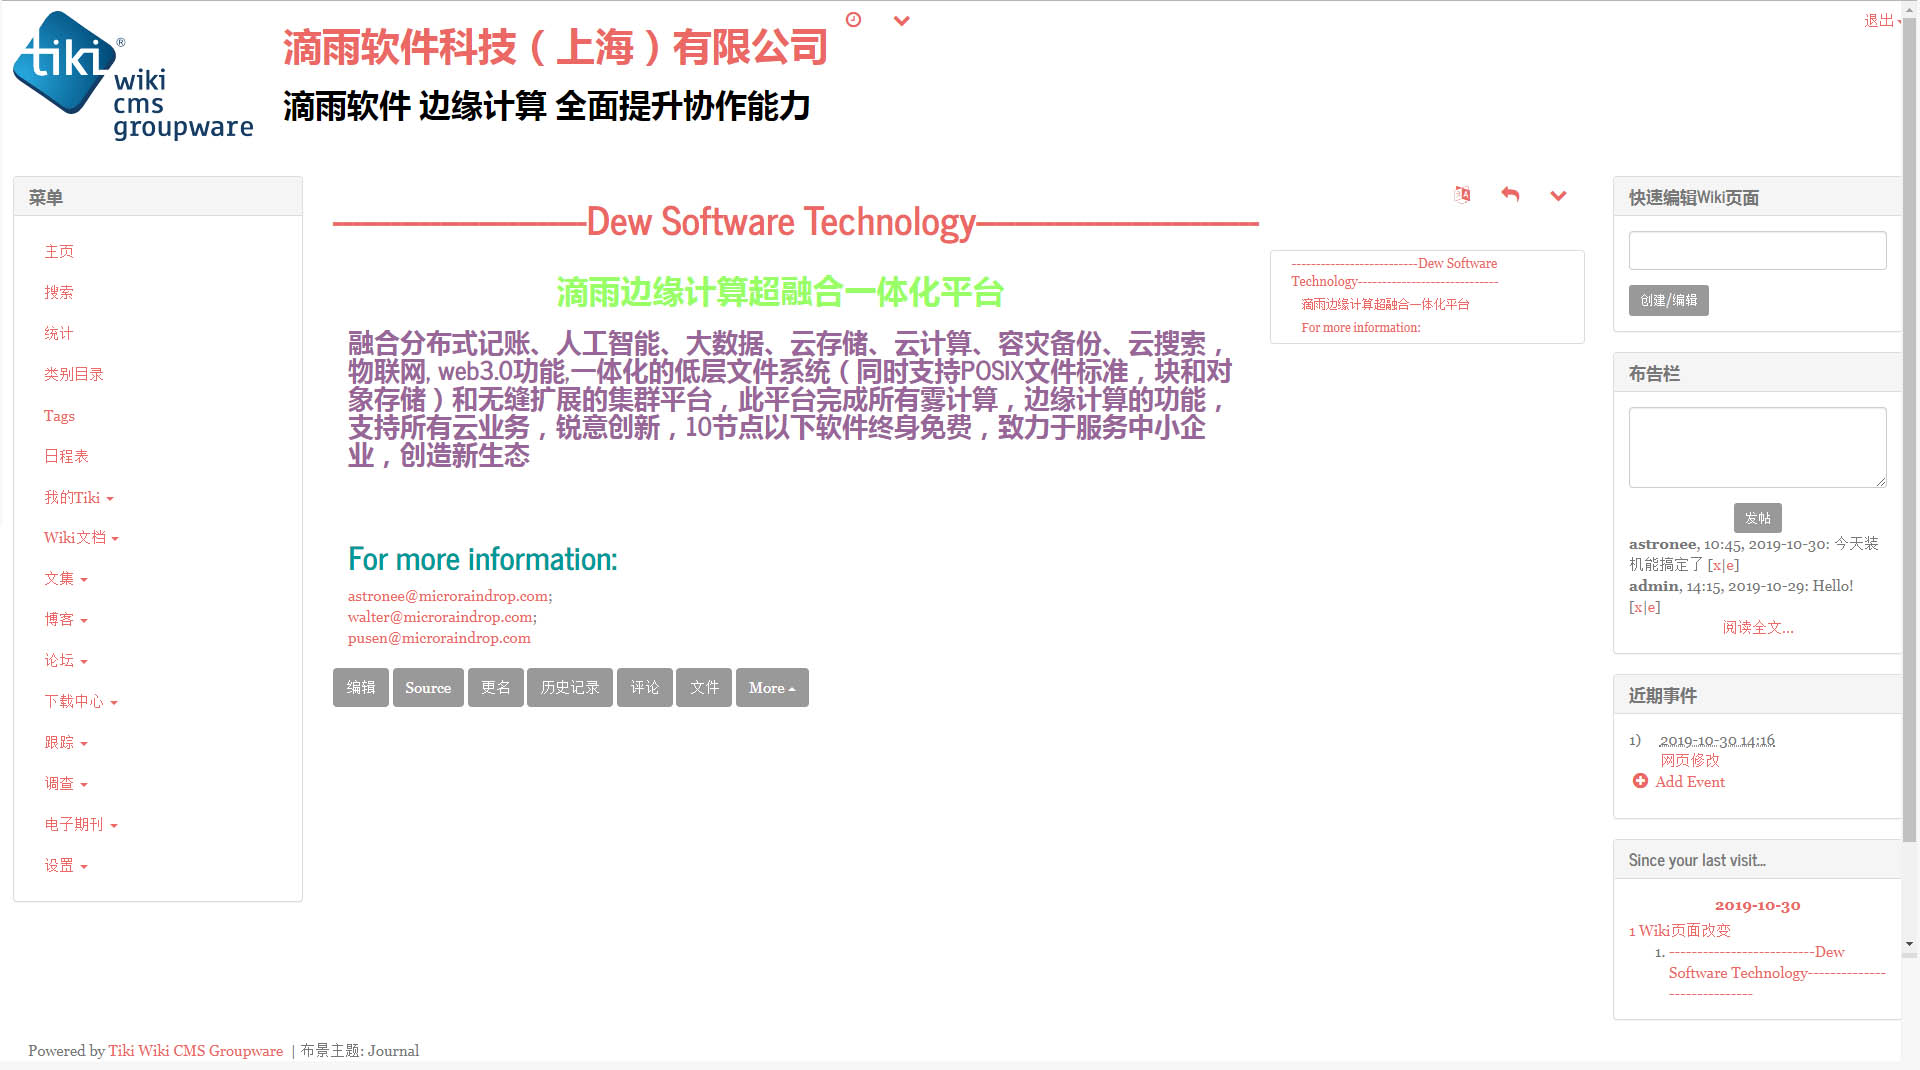 tiki®
wiki
cms
groupware
滴雨软件科技（上海）有限公司
滴雨软件 边缘计算 全面提升协作能力
退出
菜单
主页
搜索
统计
类别目录
Tags
日程表
我的Tiki
Wiki文档
文集
博客
论坛
下载中心
跟踪
调查
电子期刊
设置
--------------------------Dew Software Technology-----------------------------
滴雨边缘计算超融合一体化平台
融合分布式记账、人工智能、大数据、云存储、云计算、容灾备份、云搜索，
物联网, web3.0功能,一体化的低层文件系统（同时支持POSIX文件标准，块和对
象存储）和无缝扩展的集群平台，此平台完成所有雾计算，边缘计算的功能，
支持所有云业务，锐意创新，10节点以下软件终身免费，致力于服务中小企
业，创造新生态
For more information:
astronee@microraindrop.com;
walter@microraindrop.com;
pusen@microraindrop.com
编辑 Source 更名 历史记录 评论 文件 More
--------------------------Dew Software
Technology-----------------------------
滴雨边缘计算超融合一体化平台
For more information:
快速编辑Wiki页面
创建/编辑
布告栏
发帖
astronee, 10:45, 2019-10-30: 今天装
机能搞定了 [x|e]
admin, 14:15, 2019-10-29: Hello!
[x|e]
阅读全文...
近期事件
1) 2019-10-30 14:16
网页修改
Add Event
Since your last visit...
2019-10-30
1 Wiki页面改变
1. --------------------------Dew
Software Technology--------------
---------------
Powered by Tiki Wiki CMS Groupware | 布景主题: Journal